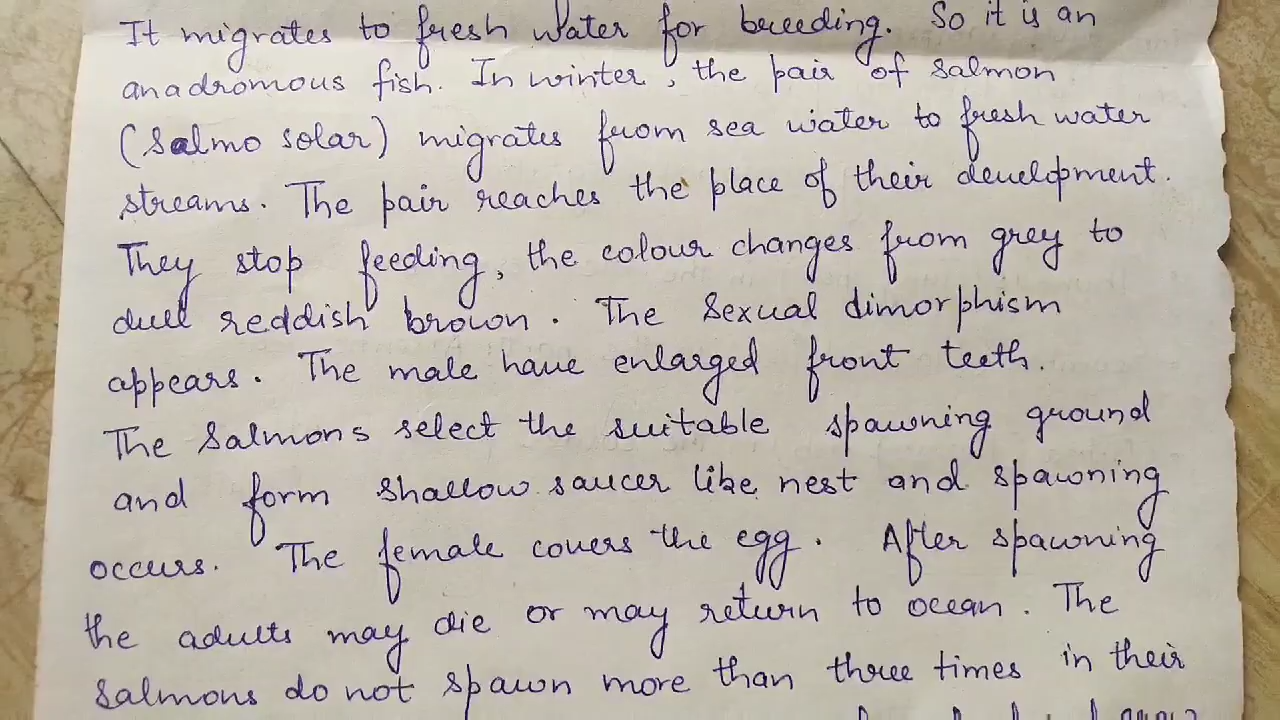 It migrates to fresh water for breeding. So it is an
anadromous fish. In winter, the pair of salmon
(Salmo solar) migrates from sea water to fresh water
streams. The pair reaches the place of their development.
They stop feeding, the colour changes from grey to
dull reddish brown. The sexual dimorphism
appears. The male have enlarged front teeth.
The salmons select the suitable spawning ground
and form shallow saucer like nest and spawning
occurs. The female covers the egg. After spawning
the adults may die or may return to ocean. The
salmons do not spawn more than three times in their